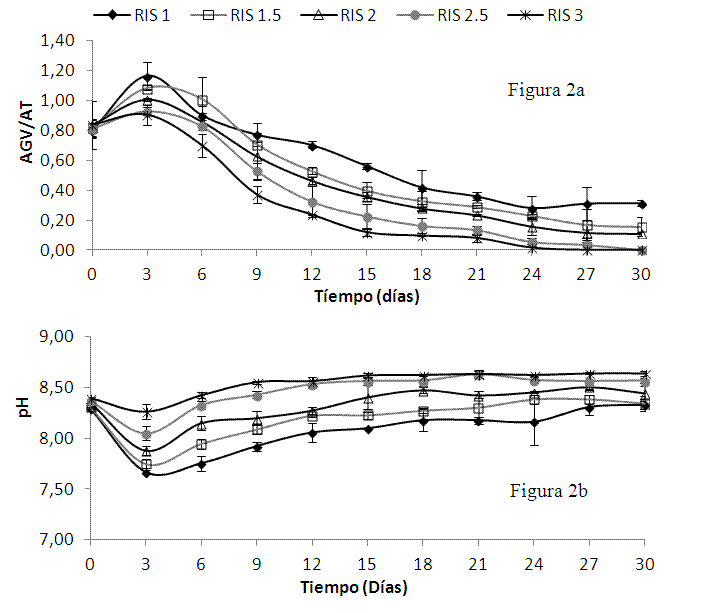 RIS 1 RIS 1.5 RIS 2 RIS 2.5 RIS 3
1,40
1,20
1,00
0,80
0,60
0,40
0,20
0,00
AGV/AT
Figura 2a
0 3 6 9 12 15 18 21 24 27 30
Tíempo (días)
9,00
8,50
8,00
7,50
7,00
pH
Figura 2b
0 3 6 9 12 15 18 21 24 27 30
Tiempo (Días)